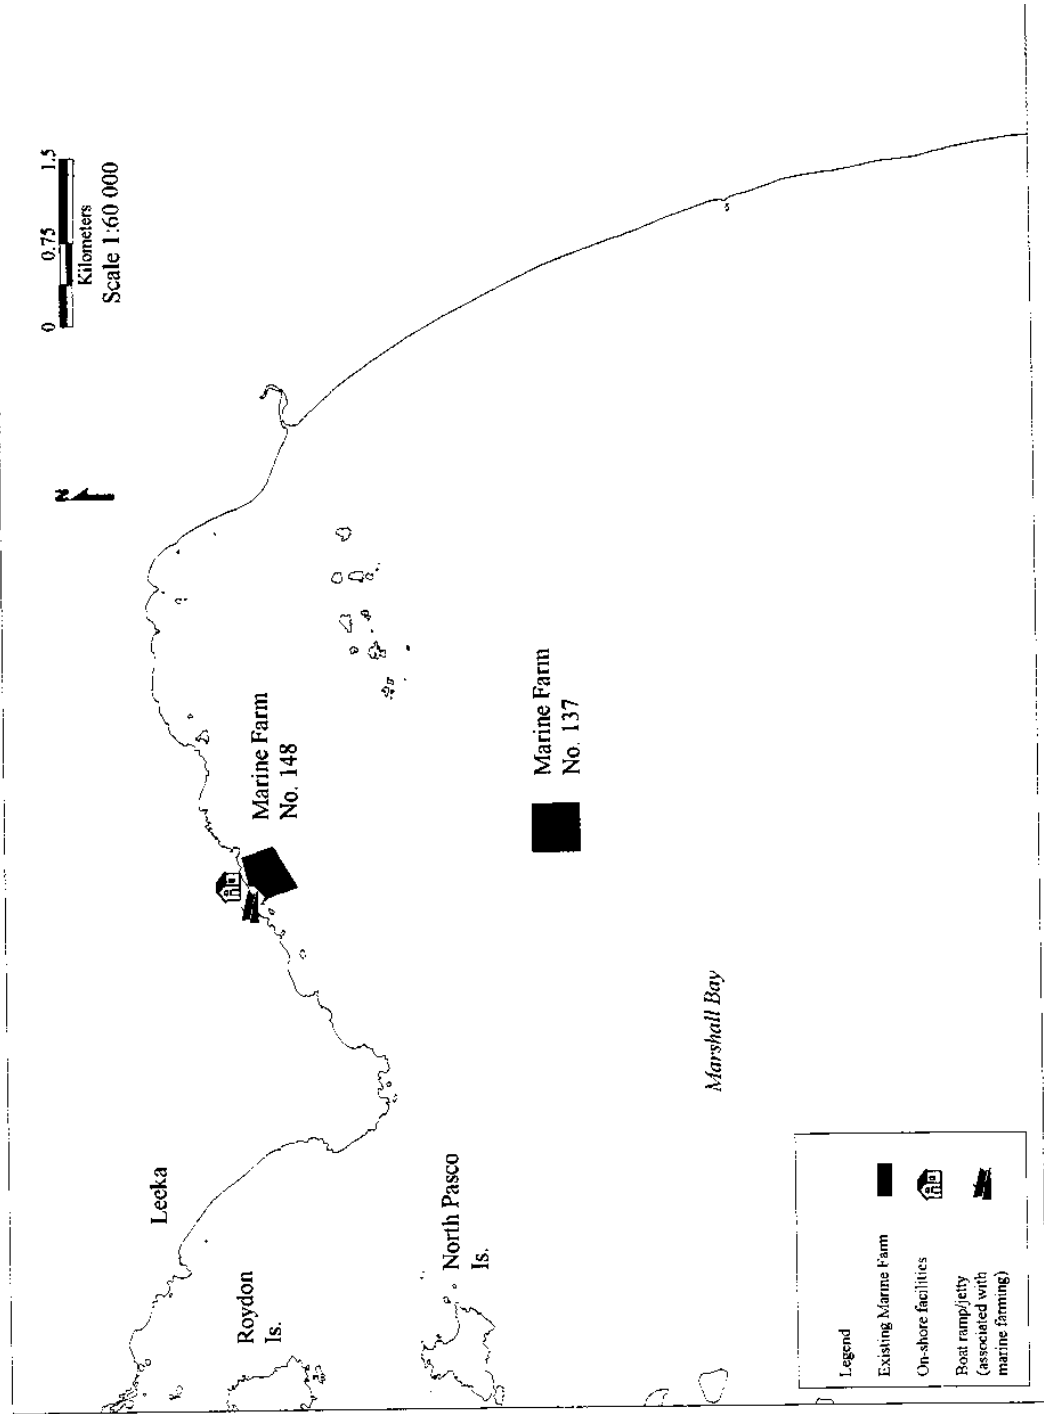 0 0.75 1.5
Kilometers
Scale 1:60 000
N
Leeka
Roydon
Is.
North Pasco
Is.
Marine Farm
No. 148
Marine Farm
No. 137
Marshall Bay
Legend
Existing Marine Farm
On-shore facilities
Boat ramp/jetty
(associated with
marine farming)